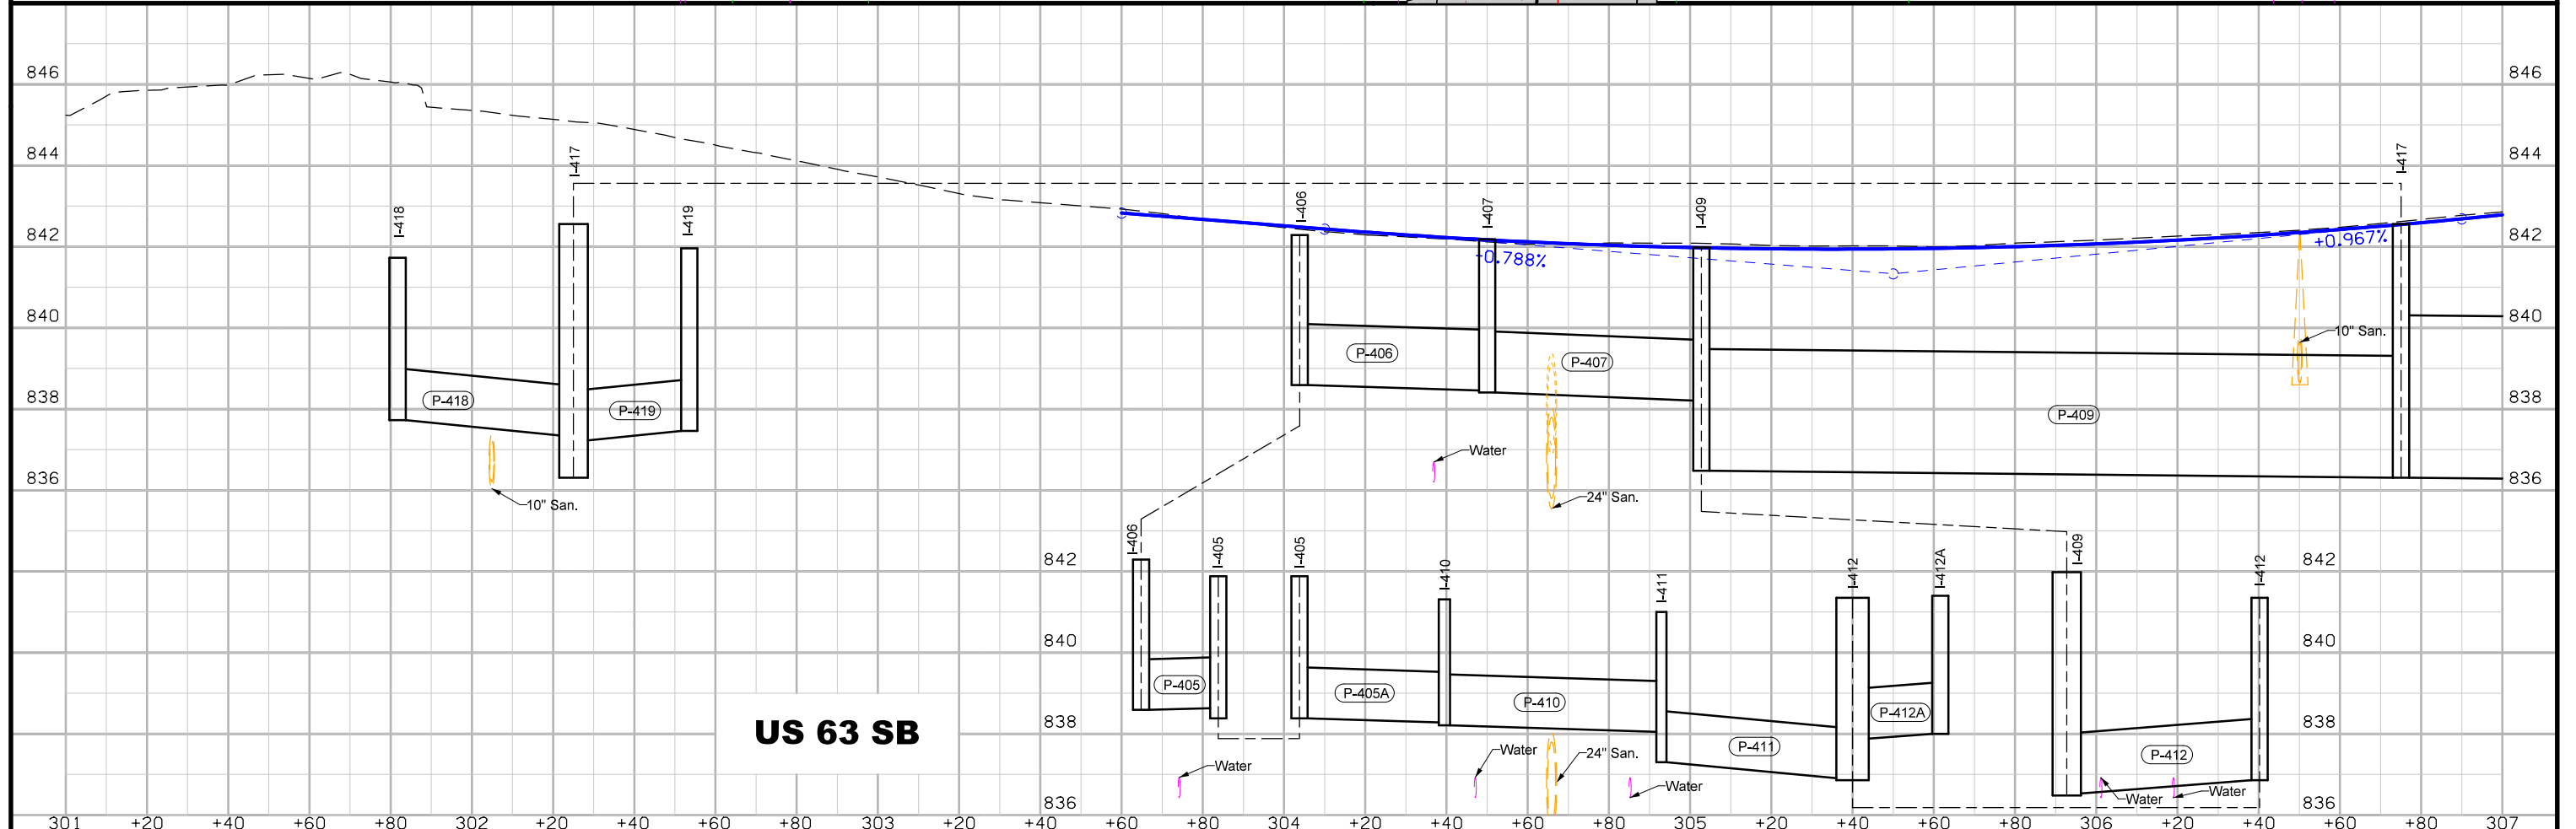 846 846
844 I-417 844 I-417
I-418 I-419 I-406 I-407 I-409
842 842
-0.788% +0.967%
840 840
10" San.
P-406 P-407
838 P-418 P-419 P-409 838
Water
836 836
10" San. 24" San.
I-406 I-405 I-405 I-410 I-411 I-412 I-412A I-409 I-412
842 842
840 840
P-405 P-405A P-410 P-412A
838 838
US 63 SB
P-411 P-412
Water Water 24" San. Water Water Water
836 836
301 +20 +40 +60 +80 302 +20 +40 +60 +80 303 +20 +40 +60 +80 304 +20 +40 +60 +80 305 +20 +40 +60 +80 306 +20 +40 +60 +80 307